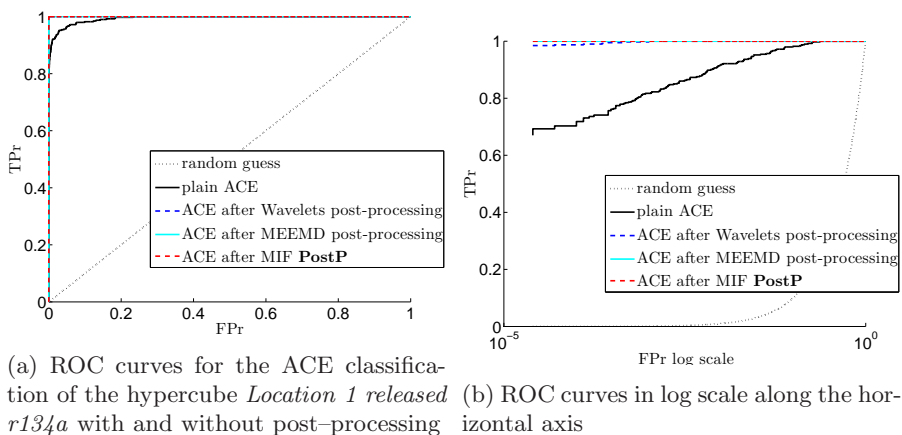 1
0.8
0.6
0.4
0.2
0
TPr
random guess
plain ACE
ACE after Wavelets post-processing
ACE after MEEMD post-processing
ACE after MIF PostP
0 0.2 0.4 0.6 0.8 1
FPr
(a) ROC curves for the ACE classifica-
tion of the hypercube Location 1 released
r134a with and without post–processing
1
0.8
0.6
0.4
0.2
0
TPr
random guess
plain ACE
ACE after Wavelets post-processing
ACE after MEEMD post-processing
ACE after MIF PostP
10^-5 10^0
FPr log scale
(b) ROC curves in log scale along the hor-
izontal axis